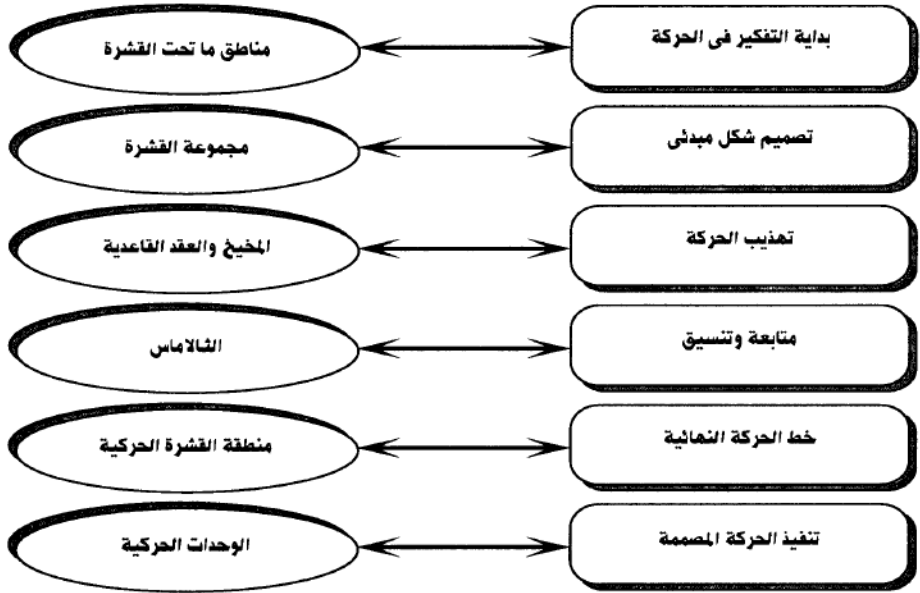 بداية التفكير فى الحركة
مناطق ما تحت القشرة
تصميم شكل مبدئى
مجموعة القشرة
تهذيب الحركة
المخيخ والعقد القاعدية
متابعة وتنسيق
الثالاماس
خط الحركة النهائية
منطقة القشرة الحركية
تنفيذ الحركة المصممة
الوحدات الحركية